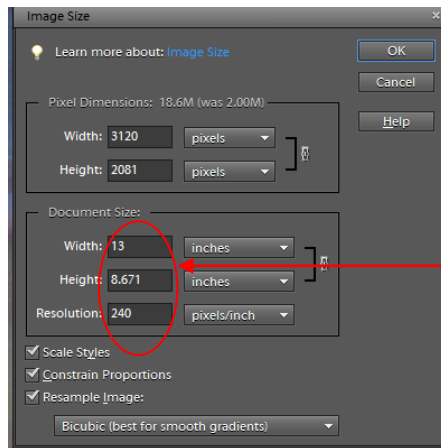 Image Size
Learn more about: Image Size
OK
Cancel
Help
Pixel Dimensions: 18.6M (was 2.00M)
Width: 3120 pixels
Height: 2081 pixels
Document Size:
Width: 13 inches
Height: 8.671 inches
Resolution: 240 pixels/inch
Scale Styles
Constrain Proportions
Resample Image:
Bicubic (best for smooth gradients)